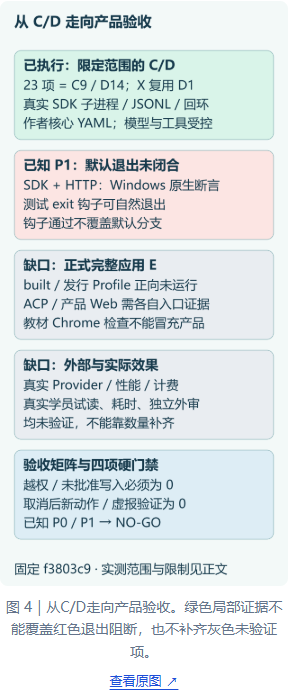 从 C/D 走向产品验收
已执行：限定范围的 C/D
23 项 = C9 / D14；X 复用 D1
真实 SDK 子进程 / JSONL / 回环
作者核心 YAML；模型与工具受控
已知 P1：默认退出未闭合
SDK + HTTP：Windows 原生断言
测试 exit 钩子可自然退出
钩子通过不覆盖默认分支
缺口：正式完整应用 E
built / 发行 Profile 正向未运行
ACP / 产品 Web 需各自入口证据
教材 Chrome 检查不能冒充产品
缺口：外部与实际效果
真实 Provider / 性能 / 计费
真实学员试读、耗时、独立外审
均未验证，不能靠数量补齐
验收矩阵与四项硬门禁
越权 / 未批准写入必须为 0
取消后新动作 / 虚报验证为 0
已知 P0 / P1 → NO-GO
固定 f3803c9 · 实测范围与限制见正文
图 4｜从C/D走向产品验收。绿色局部证据不
能覆盖红色退出阻断，也不补齐灰色未验证
项。
查看原图 ↗